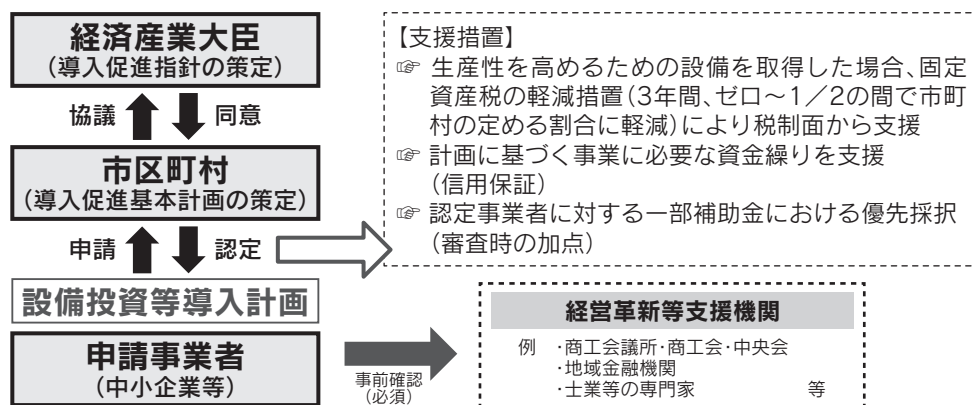 経済産業大臣
（導入促進指針の策定）
協議
同意
市区町村
（導入促進基本計画の策定）
申請
認定
設備投資等導入計画
申請事業者
（中小企業等）
事前確認
（必須）
【支援措置】
☞ 生産性を高めるための設備を取得した場合、固定
資産税の軽減措置（3年間、ゼロ～1／2の間で市町
村の定める割合に軽減）により税制面から支援
☞ 計画に基づく事業に必要な資金繰りを支援
（信用保証）
☞ 認定事業者に対する一部補助金における優先採択
（審査時の加点）
経営革新等支援機関
例 ・商工会議所・商工会・中央会
・地域金融機関
・士業等の専門家 等